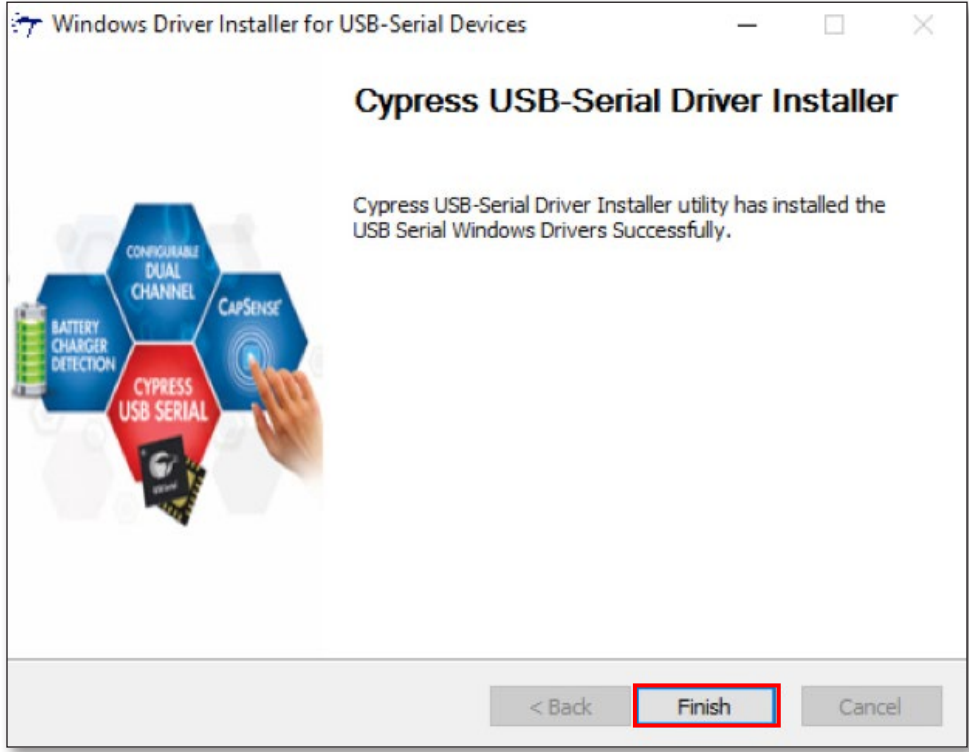 Windows Driver Installer for USB-Serial Devices
Cypress USB-Serial Driver Installer
Cypress USB-Serial Driver Installer utility has installed the
USB Serial Windows Drivers Successfully.
CONFIGURABLE
DUAL
CHANNEL
CAPSENSE
BATTERY
CHARGER
DETECTION
CYPRESS
USB SERIAL
< Back
Finish
Cancel